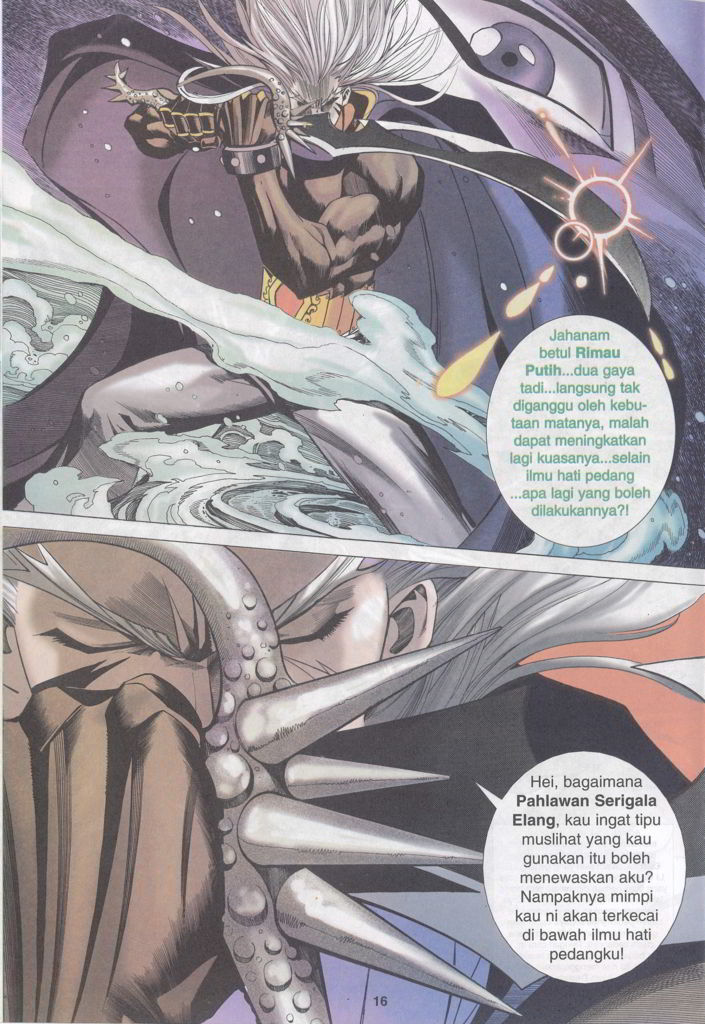 Jahanam
betul Rimau
Putih...dua gaya
tadi...langsung tak
diganggu oleh kebu-
taan matanya, malah
dapat meningkatkan
lagi kuasanya...selain
ilmu hati pedang
...apa lagi yang boleh
dilakukannya?!
Hei, bagaimana
Pahlawan Serigala
Elang, kau ingat tipu
muslihat yang kau
gunakan itu boleh
menewaskan aku?
Nampaknya mimpi
kau ni akan terkecai
di bawah ilmu hati
pedangku!
16